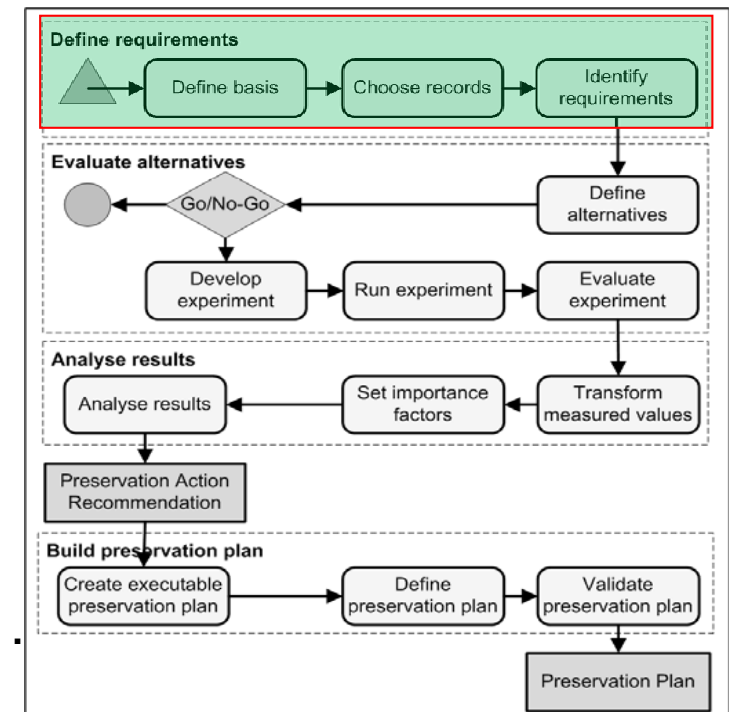 Define requirements
Define basis
Choose records
Identify
requirements
Evaluate alternatives
Go/No-Go
Define
alternatives
Develop
experiment
Run experiment
Evaluate
experiment
Analyse results
Analyse results
Set importance
factors
Transform
measured values
Preservation Action
Recommendation
Build preservation plan
Create executable
preservation plan
Define
preservation plan
Validate
preservation plan
Preservation Plan